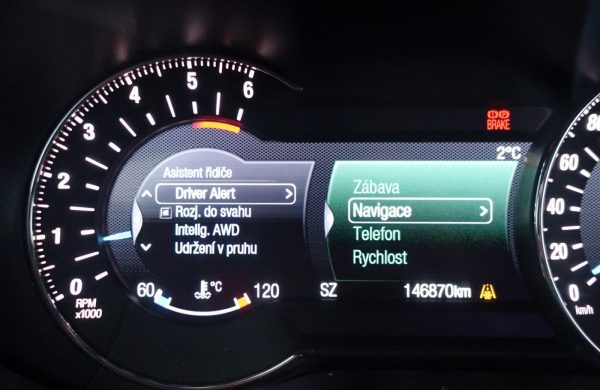 6
5
4
3
2
1
0
RPM
x1000
BRAKE
2°C
Asistent řidiče
Driver Alert
Rozj. do svahu
Intelig. AWD
Udržení v pruhu
Zábava
Navigace
Telefon
Rychlost
60 °C 120
SZ 146870km
80
60
40
20
0
km/h